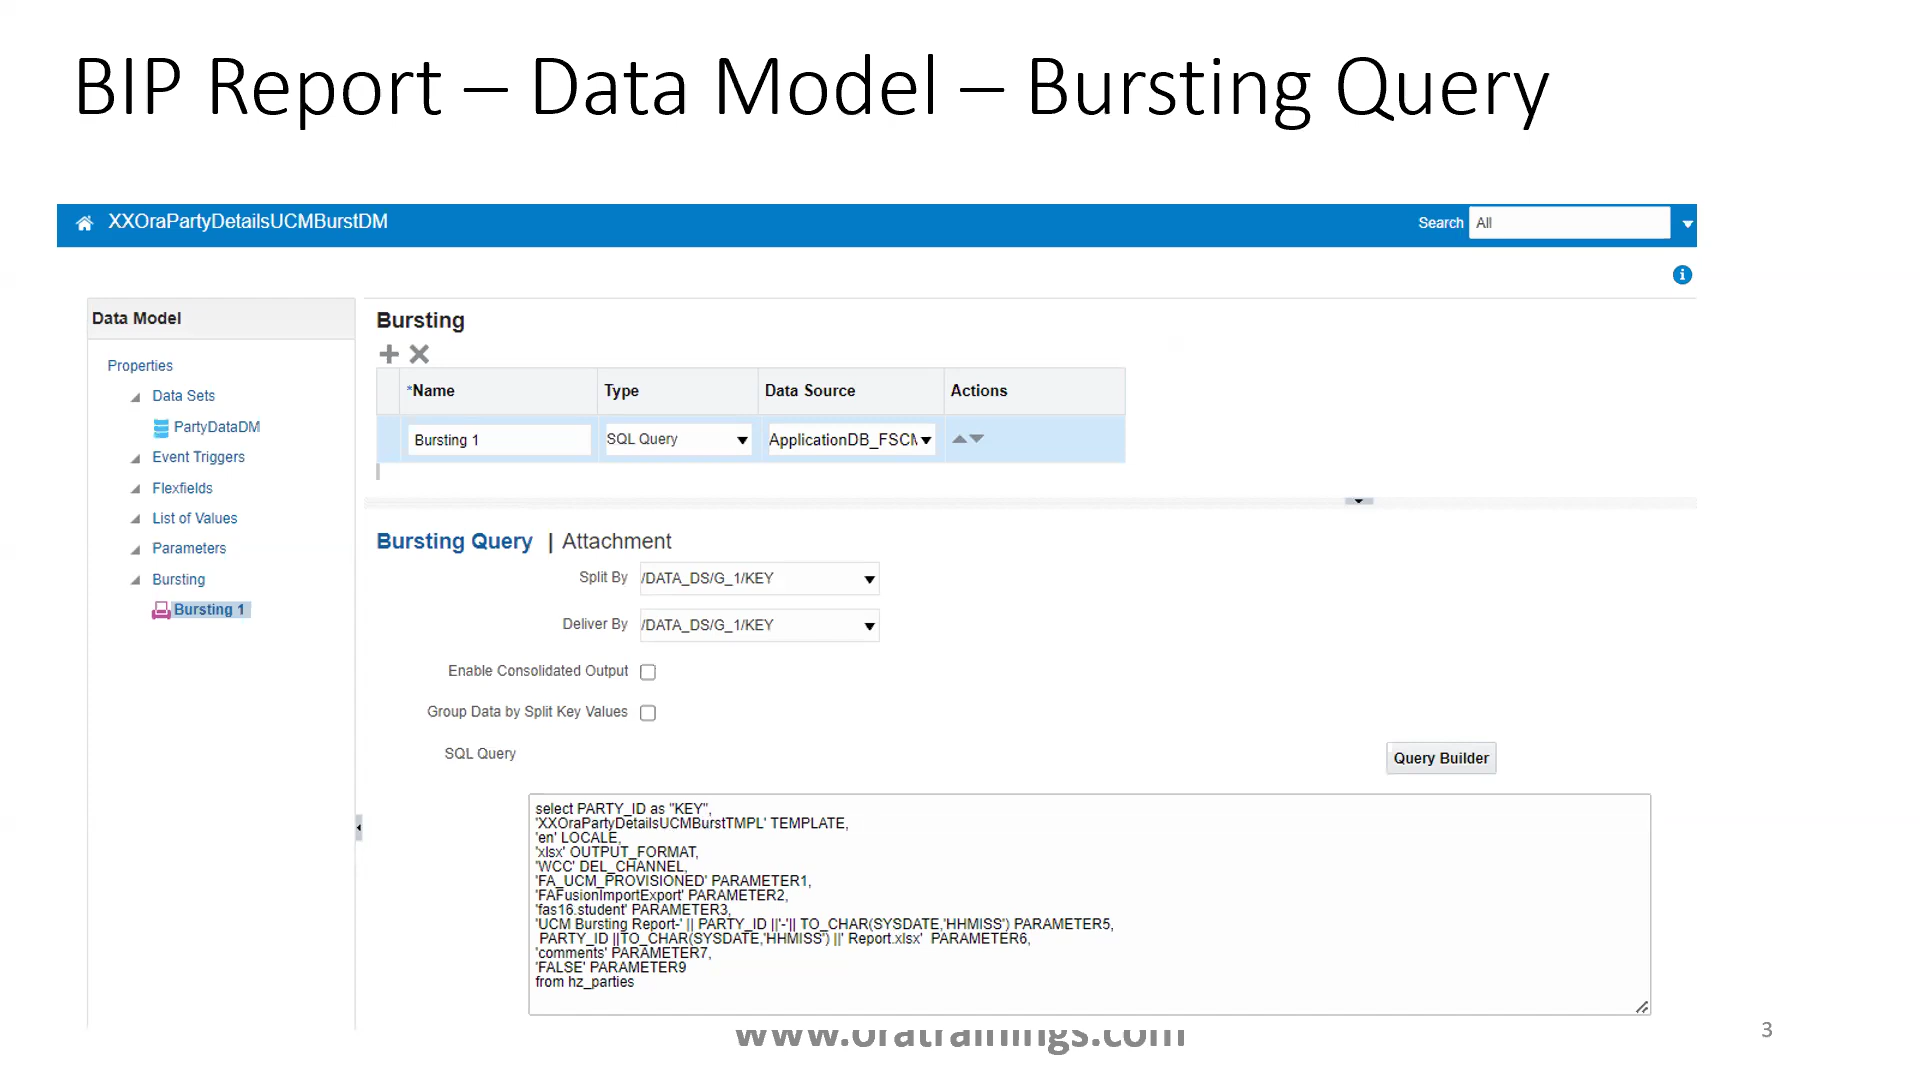 BIP Report – Data Model – Bursting Query
XXOraPartyDetailsUCMBurstDM
Search All
Data Model
Properties
Data Sets
PartyDataDM
Event Triggers
Flexfields
List of Values
Parameters
Bursting
Bursting 1
Bursting
*Name Type Data Source Actions
Bursting 1 SQL Query ApplicationDB_FSCM
Bursting Query | Attachment
Split By /DATA_DS/G_1/KEY
Deliver By /DATA_DS/G_1/KEY
Enable Consolidated Output
Group Data by Split Key Values
SQL Query
Query Builder
select PARTY_ID as "KEY",
'XXOraPartyDetailsUCMBurstTMPL' TEMPLATE,
'en' LOCALE,
'xlsx' OUTPUT_FORMAT,
'WCC' DEL_CHANNEL,
'FA_UCM_PROVISIONED' PARAMETER1,
'FAFusionImportExport' PARAMETER2,
'fas16.student' PARAMETER3,
'UCM Bursting Report-' || PARTY_ID ||'-'|| TO_CHAR(SYSDATE,'HHMISS') PARAMETER5,
PARTY_ID ||TO_CHAR(SYSDATE,'HHMISS') ||' Report.xlsx' PARAMETER6,
'comments' PARAMETER7,
'FALSE' PARAMETER9
from hz_parties
www.oratrainings.com
3